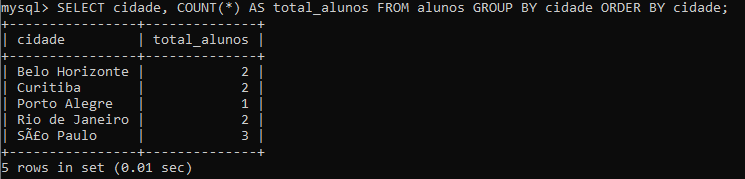 mysql> SELECT cidade, COUNT(*) AS total_alunos FROM alunos GROUP BY cidade ORDER BY cidade;
+----------------+--------------+
| cidade         | total_alunos |
+----------------+--------------+
| Belo Horizonte |            2 |
| Curitiba       |            2 |
| Porto Alegre   |            1 |
| Rio de Janeiro |            2 |
| SÃ£o Paulo     |            3 |
+----------------+--------------+
5 rows in set (0.01 sec)